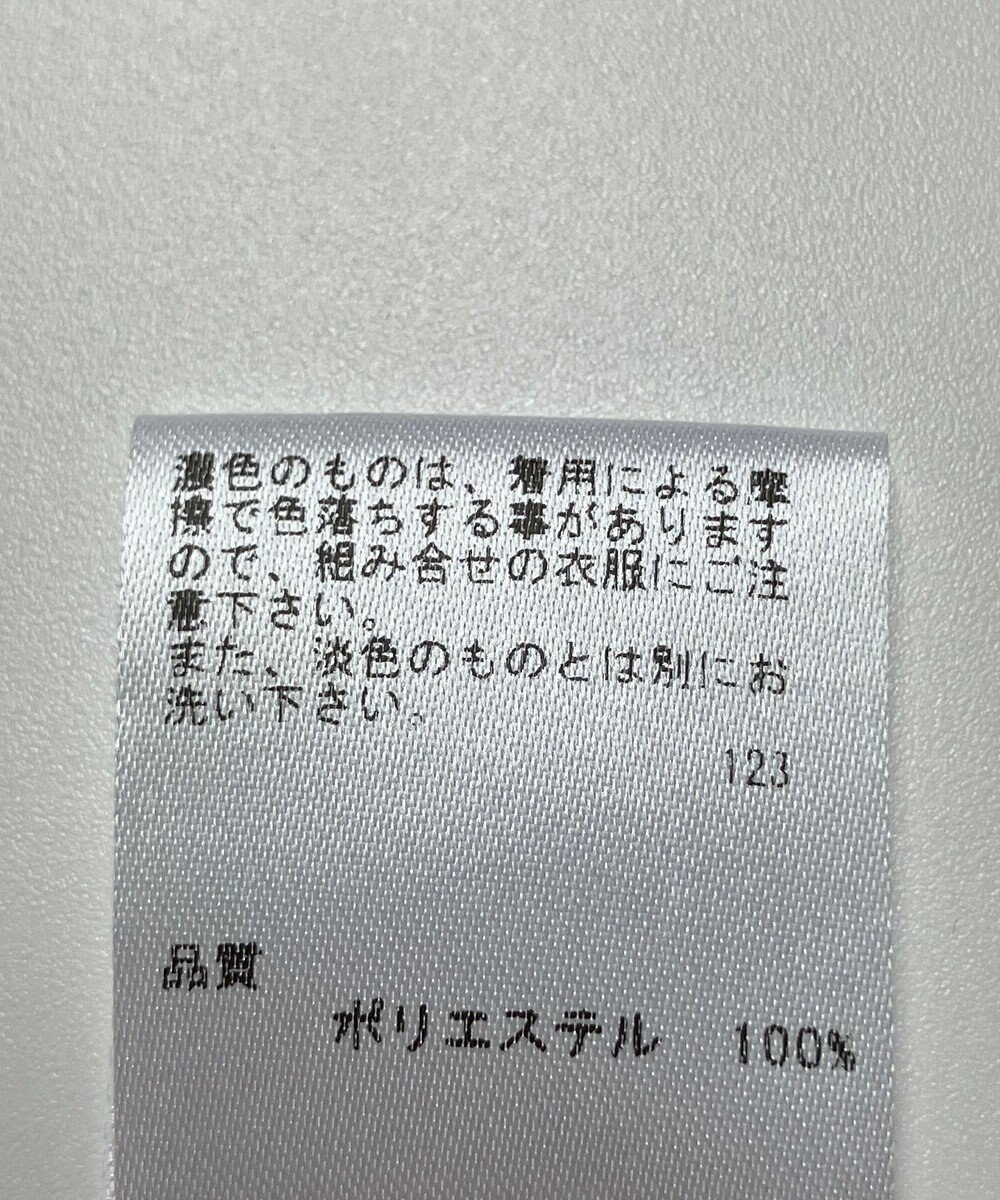 濃色のものは、着用による摩
擦で色落ちする事があります
ので、組み合せの衣服にご注
意下さい。
また、淡色のものとは別にお
洗い下さい。
123
品質
ポリエステル 100%